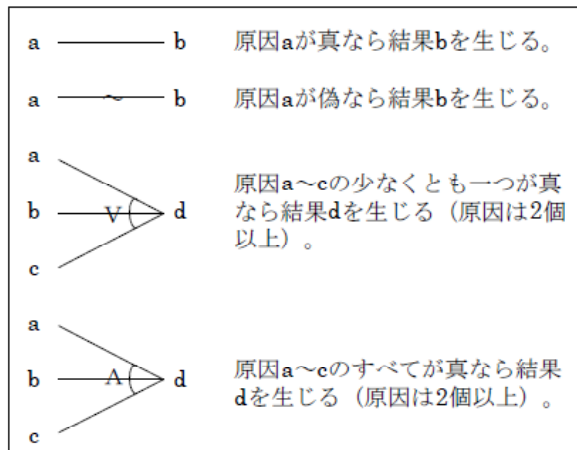 a b 原因aが真なら結果bを生じる。
a ~ b 原因aが偽なら結果bを生じる。
a
b V d
c
原因a～cの少なくとも一つが真
なら結果dを生じる（原因は2個
以上）。
a
b Λ d
c
原因a～cのすべてが真なら結果
dを生じる（原因は2個以上）。